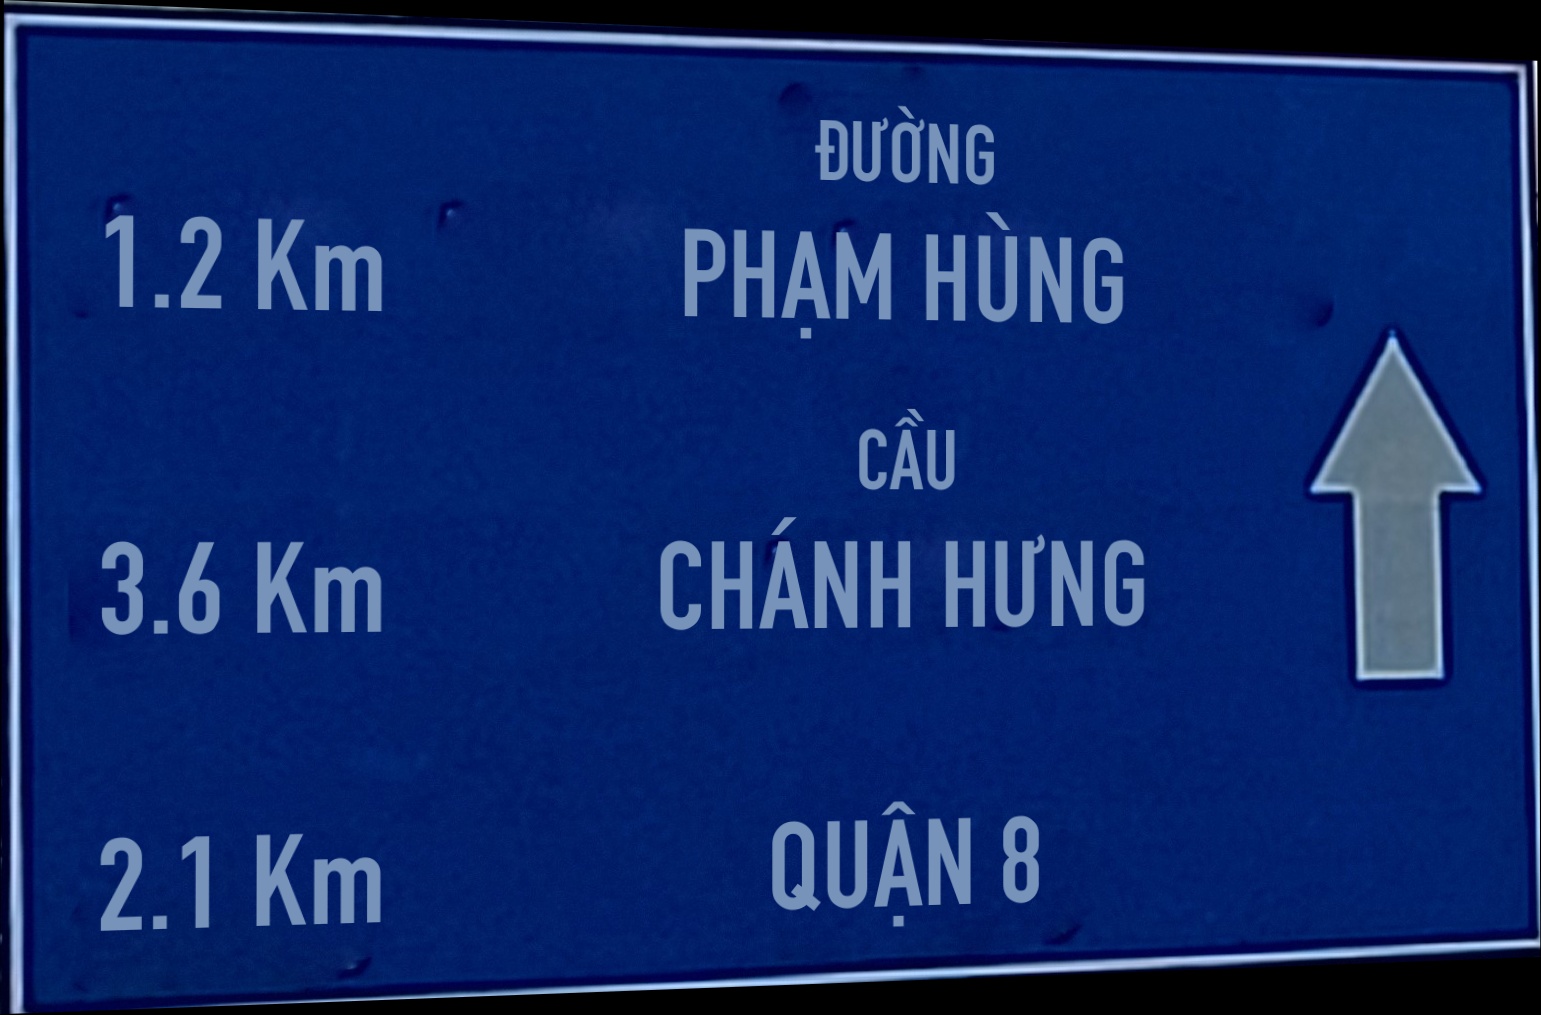 ĐƯỜNG
1.2 Km PHẠM HÙNG
CẦU
3.6 Km CHÁNH HƯNG
2.1 Km QUẬN 8